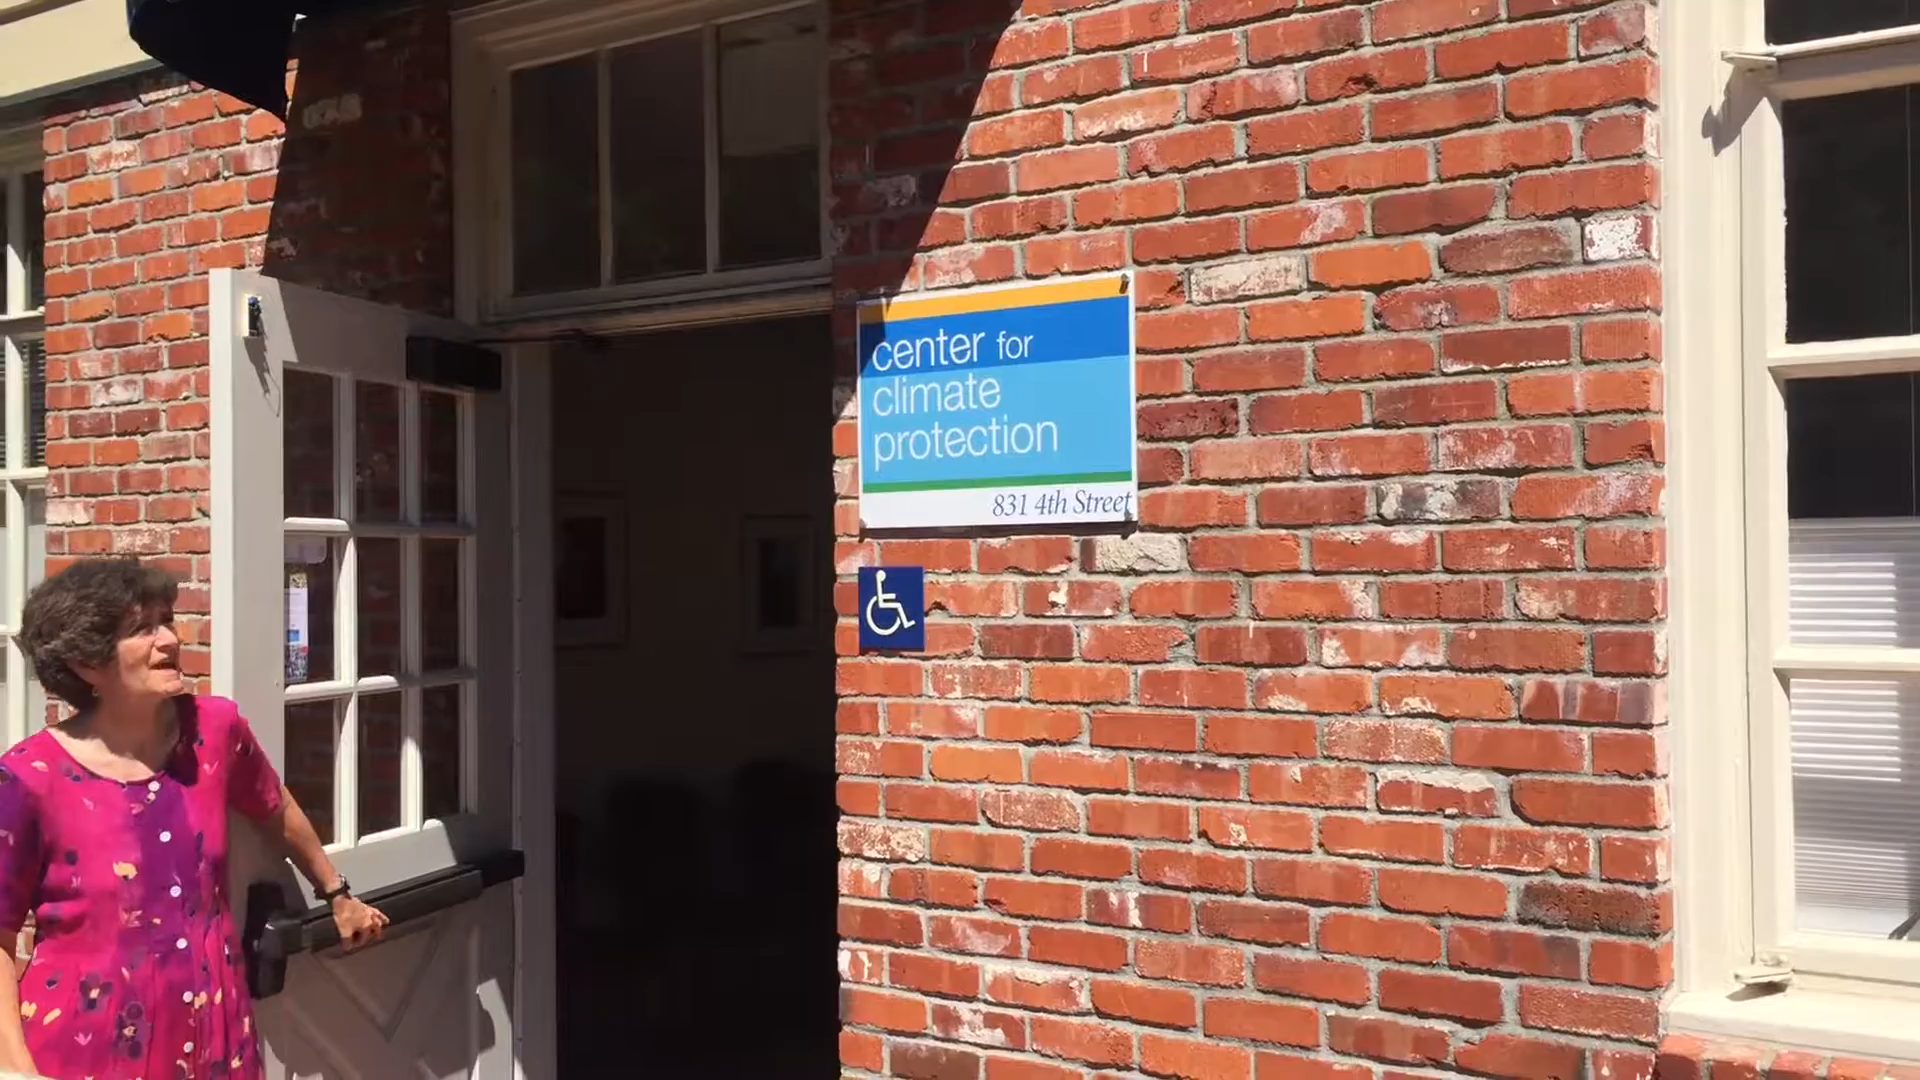 center for
climate
protection
831 4th Street